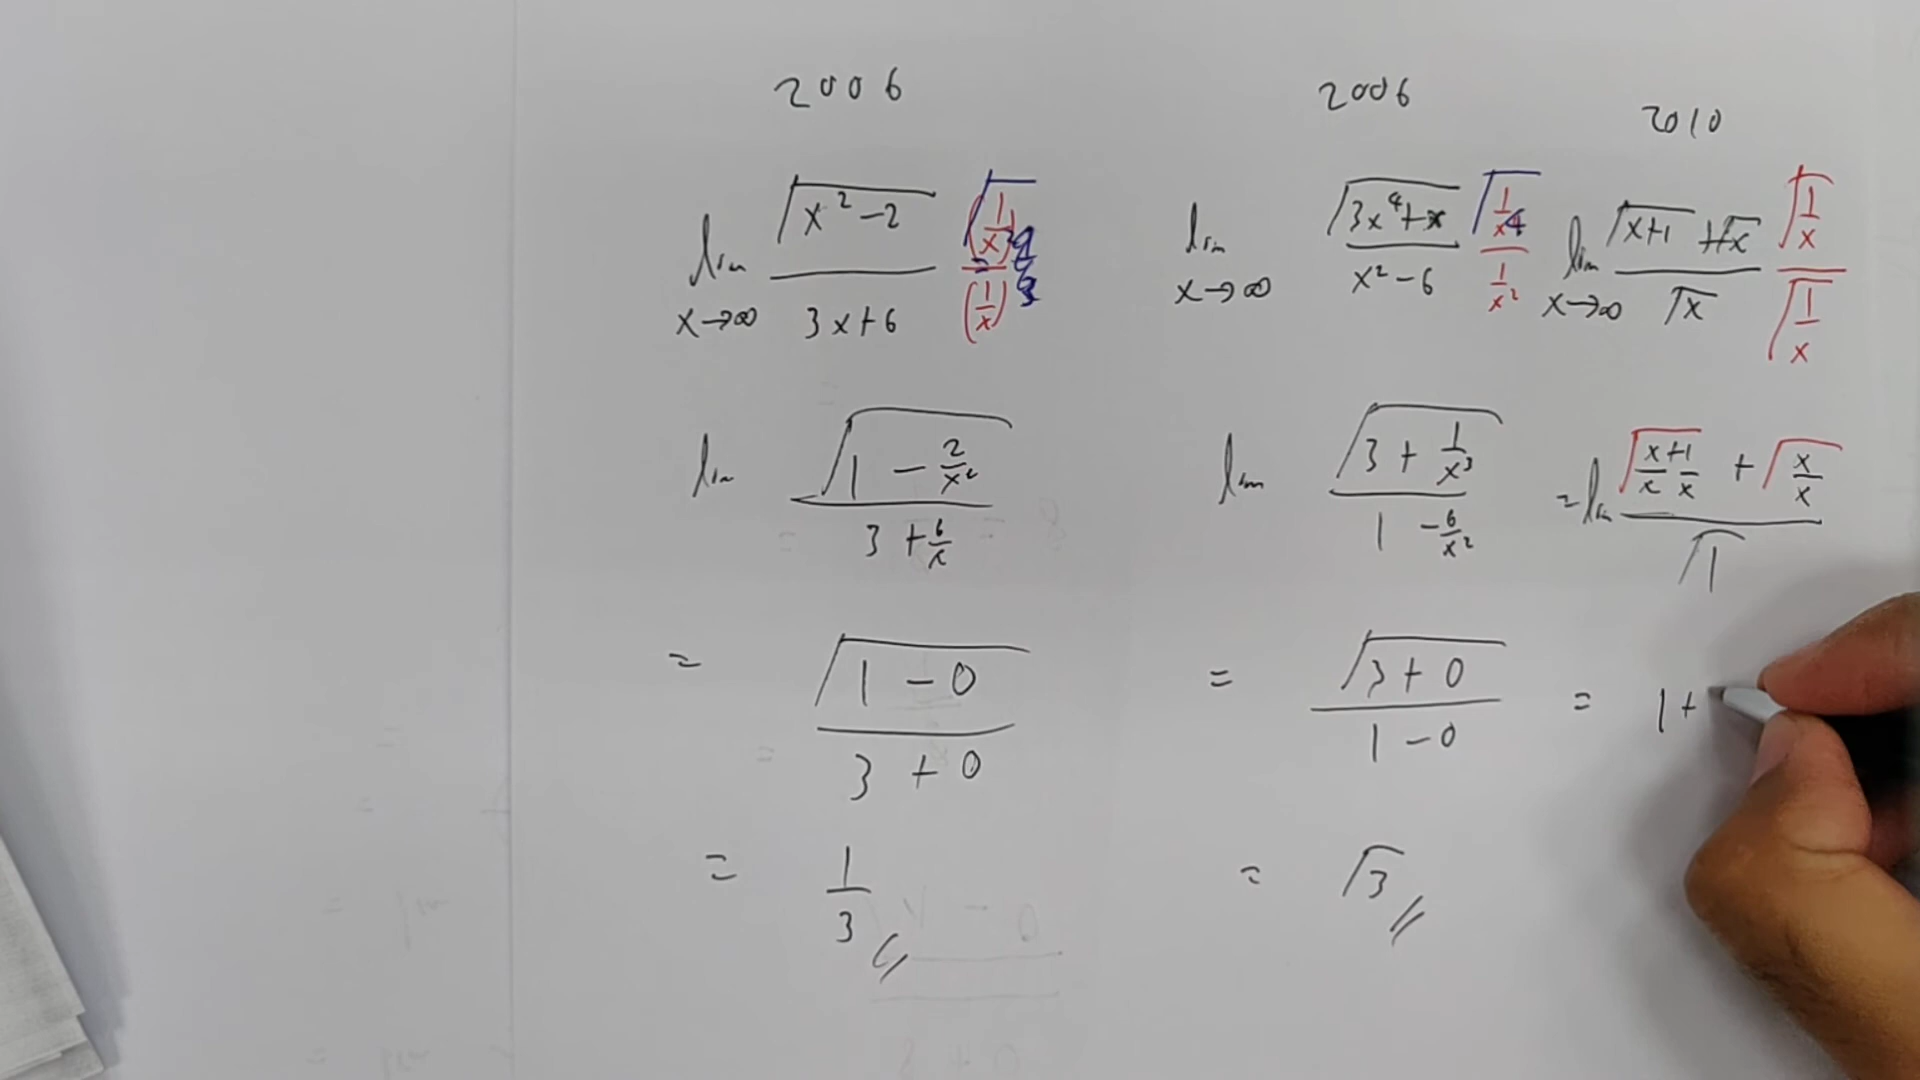 2006
lim x→∞ √(x²-2) / (3x+6) √(1/x²) / (1/x)
lim √(1 - 2/x²) / (3 + 6/x)
= √(1 - 0) / (3 + 0)
= 1/3
2006
lim x→∞ √(3x⁴+x) / (x²-6) √(1/x⁴) / (1/x²)
lim √(3 + 1/x³) / (1 - 6/x²)
= √(3 + 0) / (1 - 0)
= √3
2010
lim x→∞ (√(x+1) + √x) / √x √(1/x) / √(1/x)
= lim (√(x/x + 1/x) + √(x/x)) / √1
= 1 +